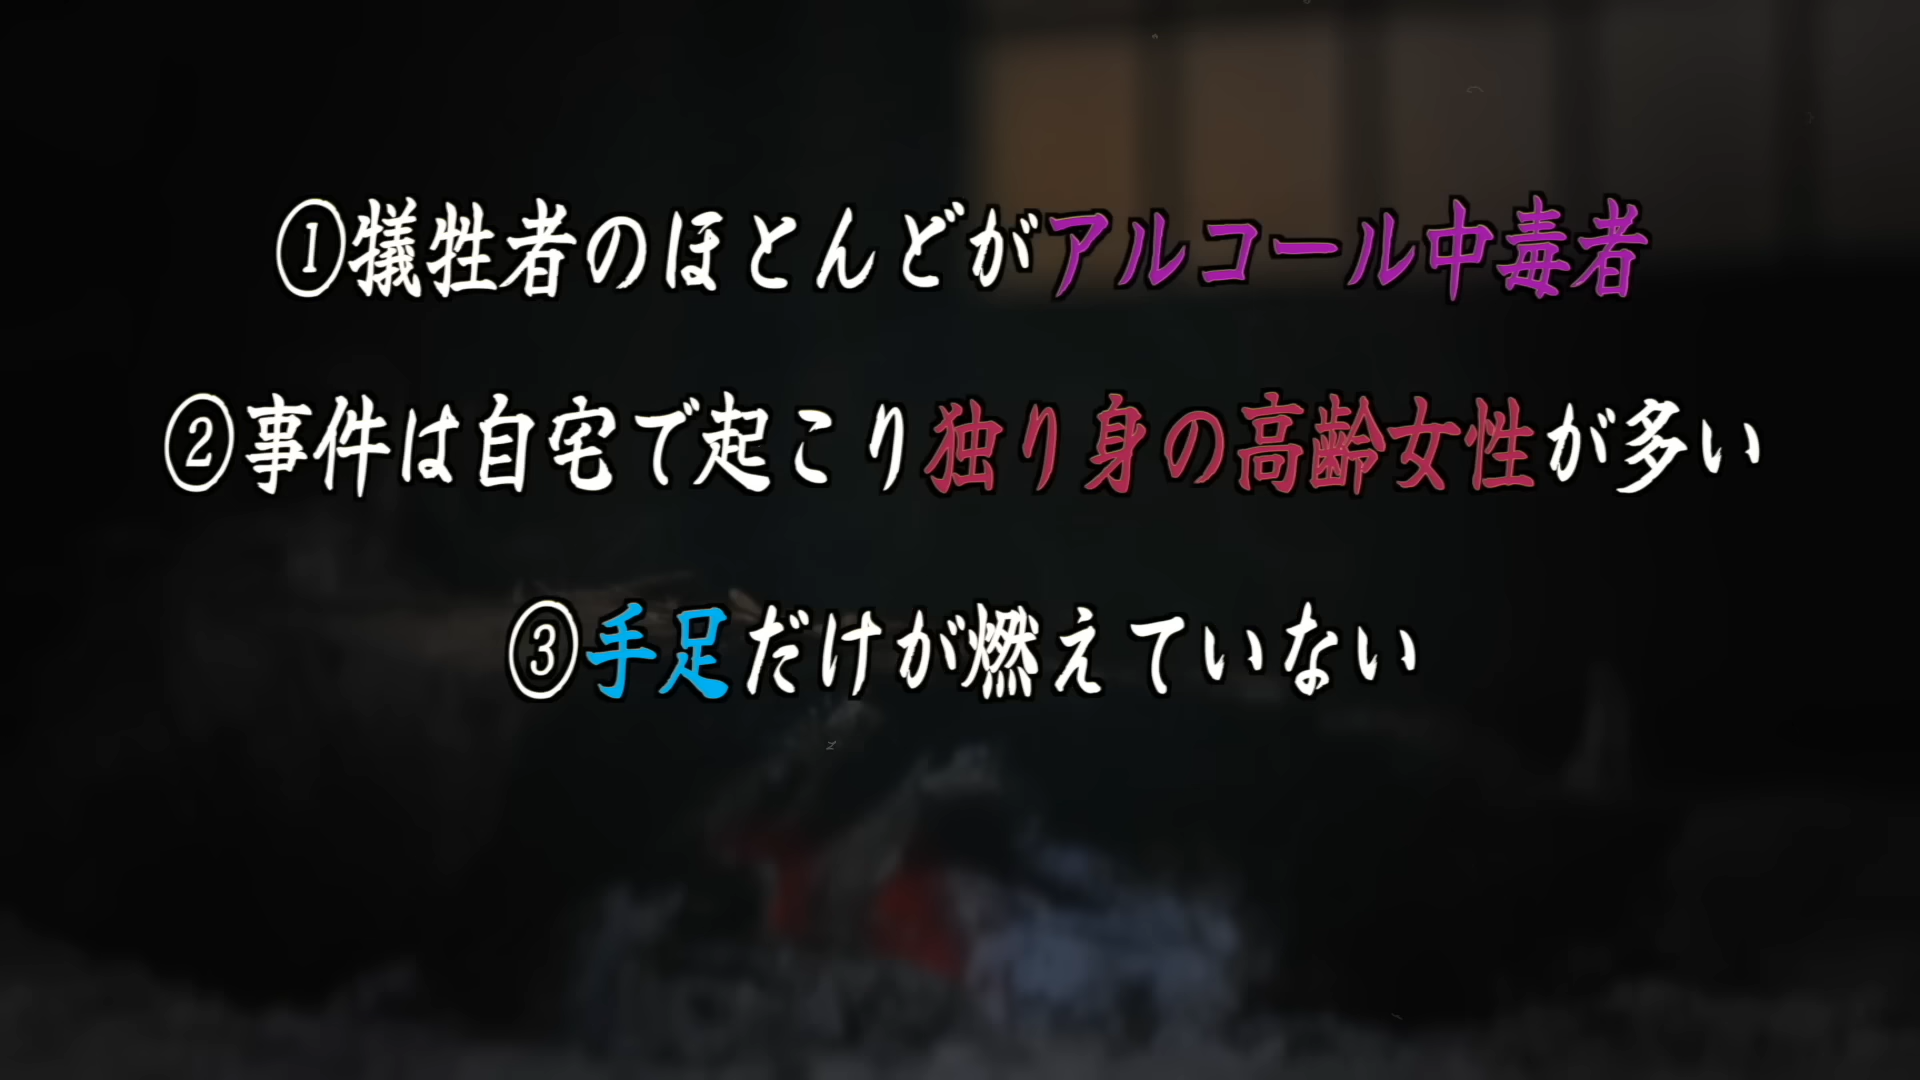 ①犠牲者のほとんどがアルコール中毒者
②事件は自宅で起こり独り身の高齢女性が多い
③手足だけが燃えていない